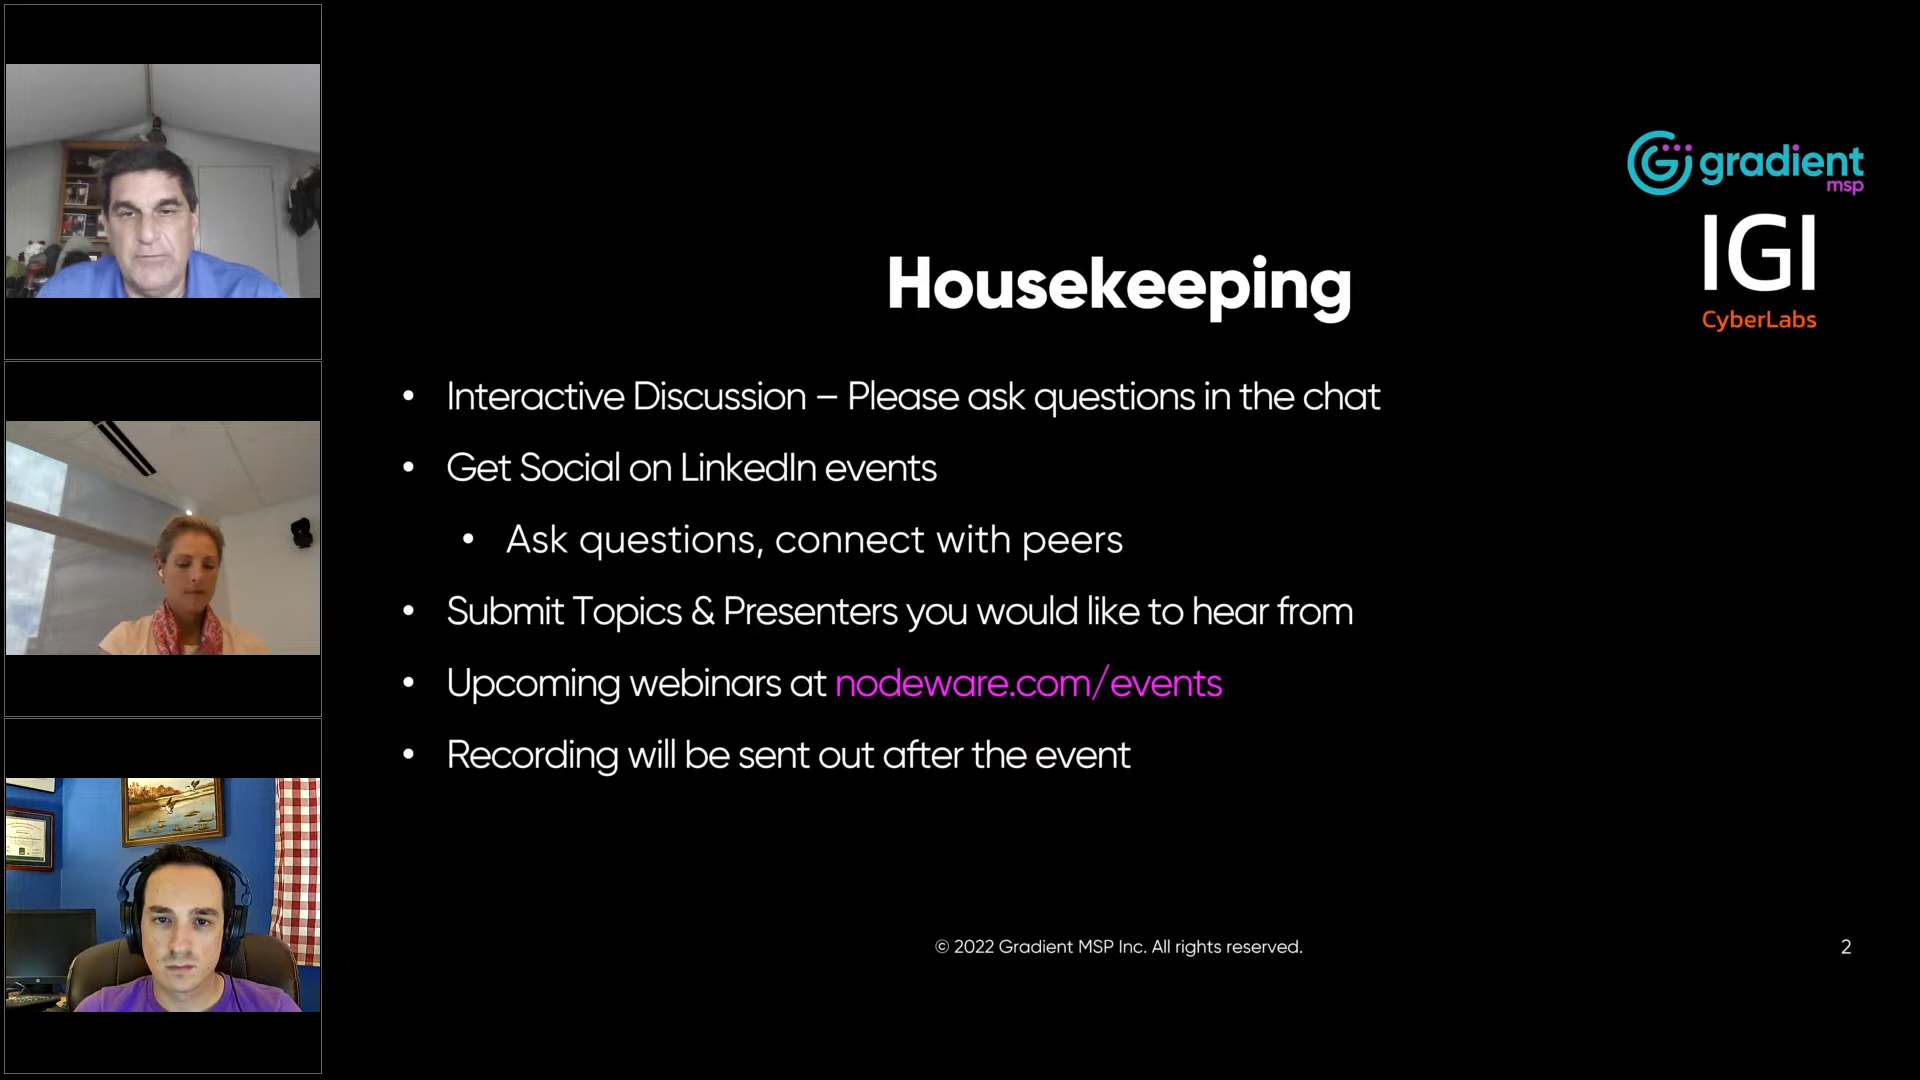 gradient
msp
IGI
CyberLabs
Housekeeping
• Interactive Discussion – Please ask questions in the chat
• Get Social on LinkedIn events
• Ask questions, connect with peers
• Submit Topics & Presenters you would like to hear from
• Upcoming webinars at nodeware.com/events
• Recording will be sent out after the event
© 2022 Gradient MSP Inc. All rights reserved.
2